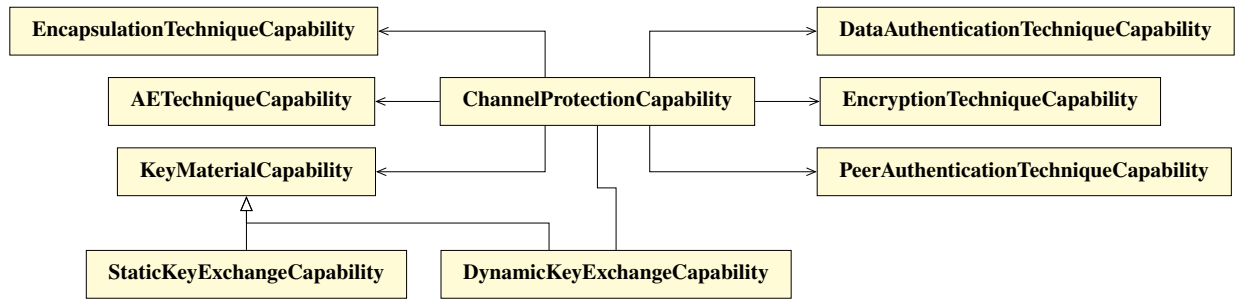 EncapsulationTechniqueCapability
DataAuthenticationTechniqueCapability
AETechniqueCapability
ChannelProtectionCapability
EncryptionTechniqueCapability
KeyMaterialCapability
PeerAuthenticationTechniqueCapability
StaticKeyExchangeCapability
DynamicKeyExchangeCapability